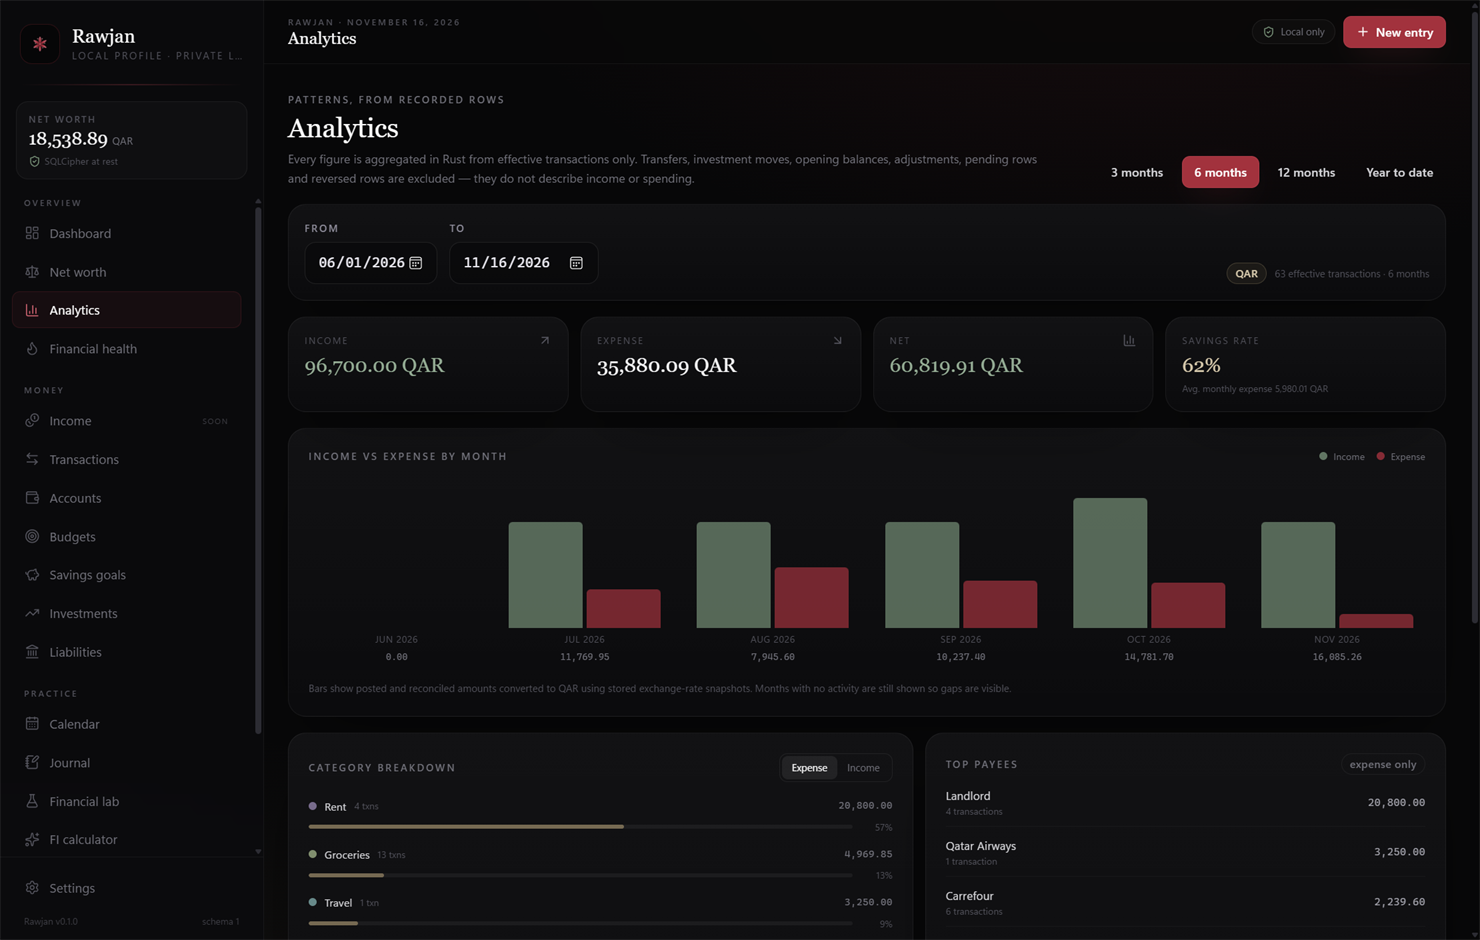 Rawjan
LOCAL PROFILE · PRIVATE L...
NET WORTH
18,538.89 QAR
SQLCipher at rest
OVERVIEW
Dashboard
Net worth
Analytics
Financial health
MONEY
Income SOON
Transactions
Accounts
Budgets
Savings goals
Investments
Liabilities
PRACTICE
Calendar
Journal
Financial lab
FI calculator
Settings
Rawjan v0.1.0 schema 1
RAWJAN · NOVEMBER 16, 2026
Analytics
Local only
+ New entry
PATTERNS, FROM RECORDED ROWS
Analytics
Every figure is aggregated in Rust from effective transactions only. Transfers, investment moves, opening balances, adjustments, pending rows
and reversed rows are excluded — they do not describe income or spending.
3 months 6 months 12 months Year to date
FROM TO
06/01/2026 11/16/2026
QAR 63 effective transactions · 6 months
INCOME
96,700.00 QAR
EXPENSE
35,880.09 QAR
NET
60,819.91 QAR
SAVINGS RATE
62%
Avg. monthly expense 5,980.01 QAR
INCOME VS EXPENSE BY MONTH
Income Expense
JUN 2026 JUL 2026 AUG 2026 SEP 2026 OCT 2026 NOV 2026
0.00 11,769.95 7,945.60 10,237.40 14,781.70 16,085.26
Bars show posted and reconciled amounts converted to QAR using stored exchange-rate snapshots. Months with no activity are still shown so gaps are visible.
CATEGORY BREAKDOWN
Expense Income
Rent 4 txns 20,800.00
57%
Groceries 13 txns 4,969.85
13%
Travel 1 txn 3,250.00
9%
TOP PAYEES
expense only
Landlord
4 transactions
20,800.00
Qatar Airways
1 transaction
3,250.00
Carrefour
6 transactions
2,239.60